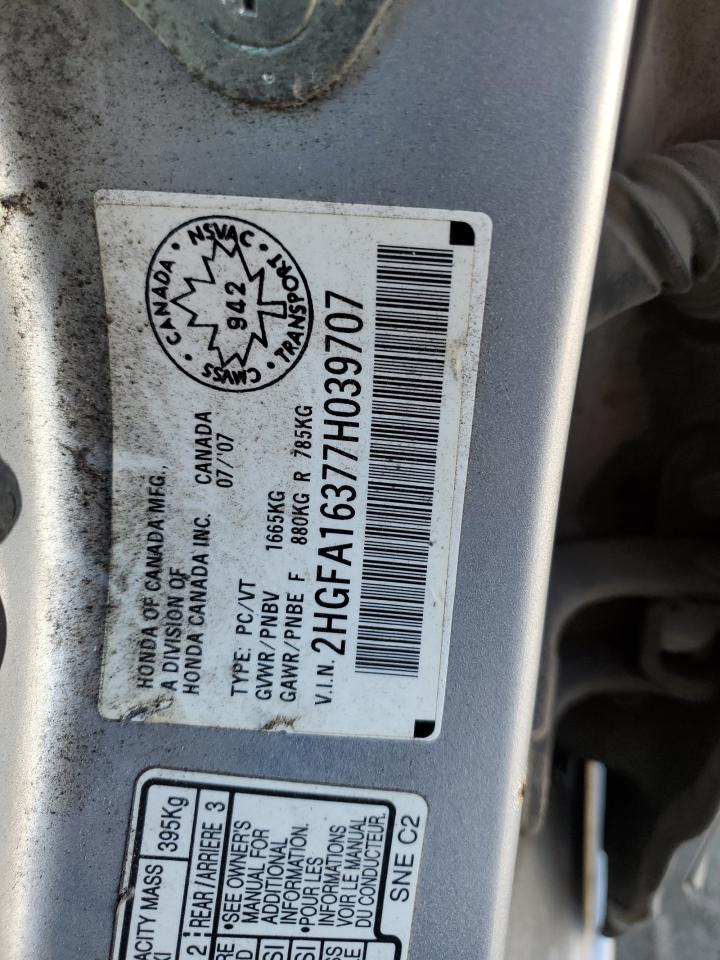 HONDA OF CANADA MFG.,
A DIVISION OF
HONDA CANADA INC. CANADA
07/'07
TYPE: PC/VT
GVWR/PNBV 1665KG
GAWR/PNBE F 880KG R 785KG
V.I.N. 2HGFA16377H039707
CANADA · NSVAC · TRANSPORT · CMVSS ·
942
ACITY MASS 395Kg
2 : REAR/ARRIERE 3
•SEE OWNER'S
MANUAL FOR
ADDITIONAL
INFORMATION.
•POUR LES
INFORMATIONS
VOIR LE MANUAL
DU CONDUCTEUR.
SNE C2